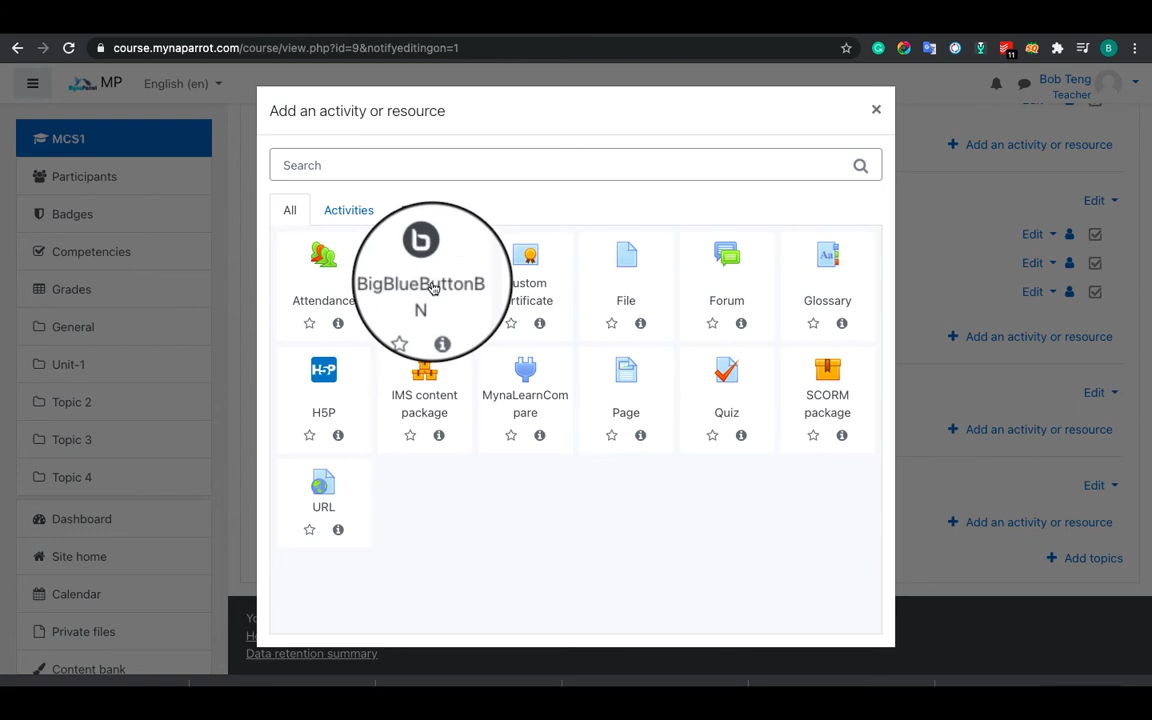 course.mynaparrot.com/course/view.php?id=9&notifyeditingon=1
11
B
MP
English (en)
Bob Teng
Teacher
MCS1
Participants
Badges
Competencies
Grades
General
Unit-1
Topic 2
Topic 3
Topic 4
Dashboard
Site home
Calendar
Private files
Content bank
Add an activity or resource
×
Search
All
Activities
Attendance
BigBlueButtonB
N
File
Forum
Glossary
Aa
H5P
H5P
IMS content
package
MynaLearnCom
pare
Page
Quiz
SCORM
package
URL
Add an activity or resource
Edit
Edit
Edit
Edit
Add an activity or resource
Edit
Add an activity or resource
Edit
Add an activity or resource
Add topics
Data retention summary